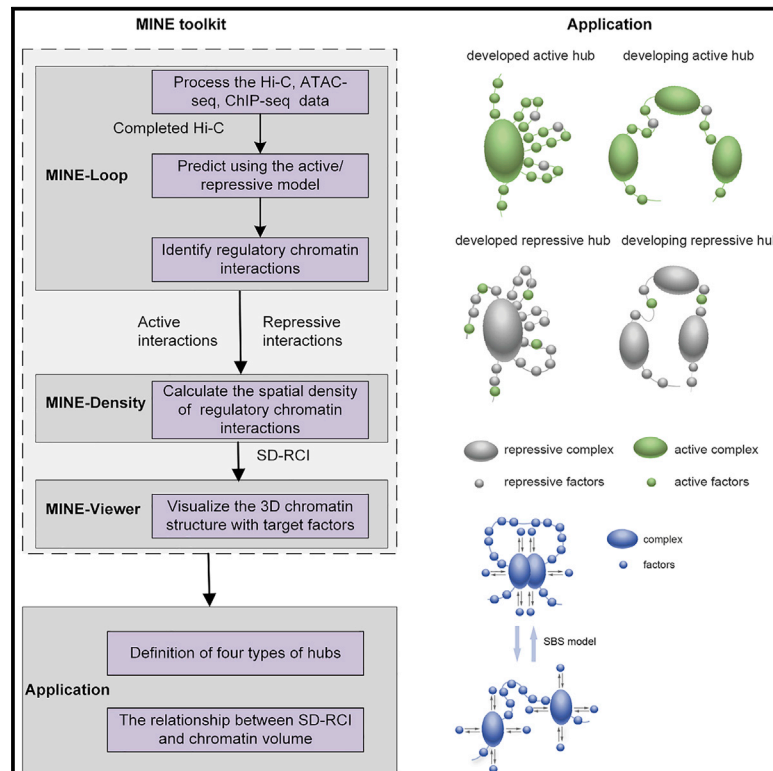 MINE toolkit
Process the Hi-C, ATAC-
seq, ChIP-seq data
Completed Hi-C
MINE-Loop
Predict using the active/
repressive model
Identify regulatory chromatin
interactions
Active
interactions
Repressive
interactions
MINE-Density
Calculate the spatial density
of regulatory chromatin
interactions
SD-RCI
MINE-Viewer
Visualize the 3D chromatin
structure with target factors
Application
Definition of four types of hubs
The relationship between SD-RCI
and chromatin volume
Application
developed active hub
developing active hub
developed repressive hub
developing repressive hub
repressive complex
active complex
repressive factors
active factors
complex
factors
SBS model